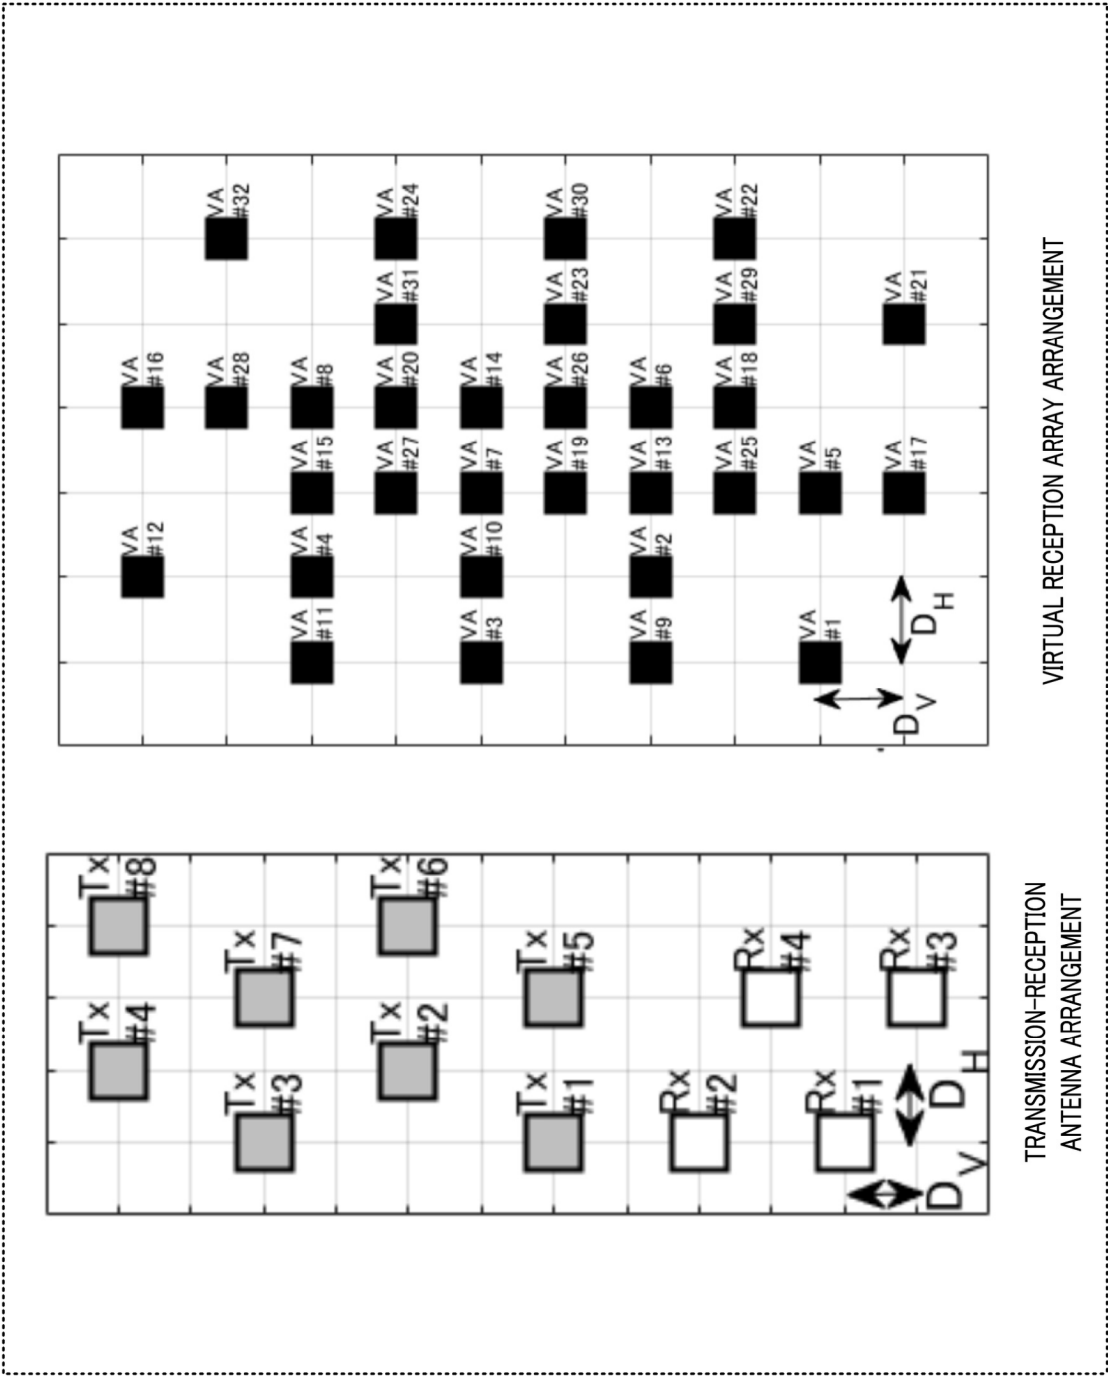 Tx
#4
Tx
#8
Tx
#3
Tx
#7
Tx
#2
Tx
#6
Tx
#1
Tx
#5
Rx
#2
Rx
#4
Rx
#1
Rx
#3
DV
DH
TRANSMISSION-RECEPTION
ANTENNA ARRANGEMENT
VA
#12
VA
#16
VA
#28
VA
#32
VA
#11
VA
#4
VA
#15
VA
#8
VA
#27
VA
#20
VA
#31
VA
#24
VA
#3
VA
#10
VA
#7
VA
#14
VA
#19
VA
#26
VA
#23
VA
#30
VA
#9
VA
#2
VA
#13
VA
#6
VA
#25
VA
#18
VA
#29
VA
#22
VA
#1
VA
#5
VA
#17
VA
#21
DV
DH
VIRTUAL RECEPTION ARRAY ARRANGEMENT